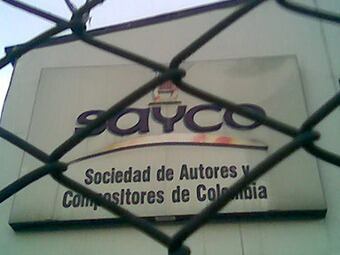 sayco
Sociedad de Autores y
Compositores de Colombia